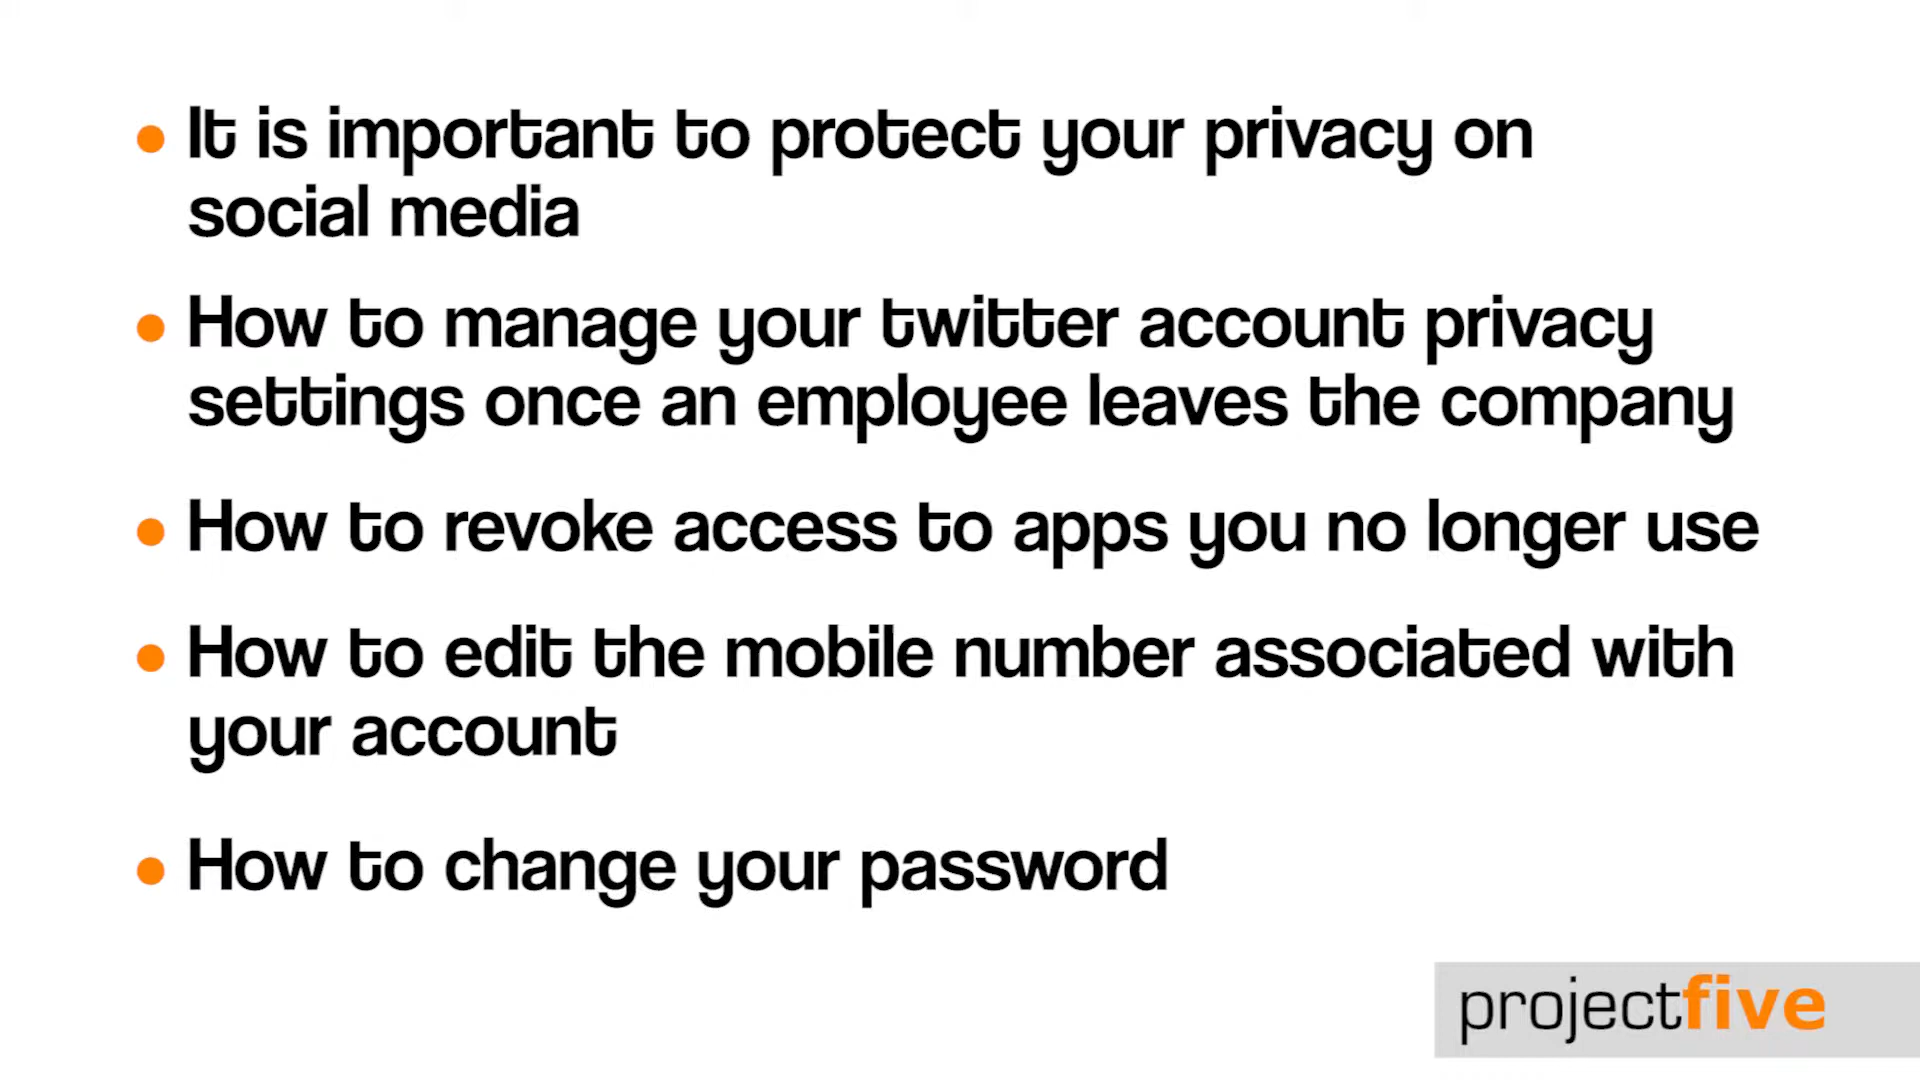 It is important to protect your privacy on
social media
How to manage your twitter account privacy
settings once an employee leaves the company
How to revoke access to apps you no longer use
How to edit the mobile number associated with
your account
How to change your password
projectfive